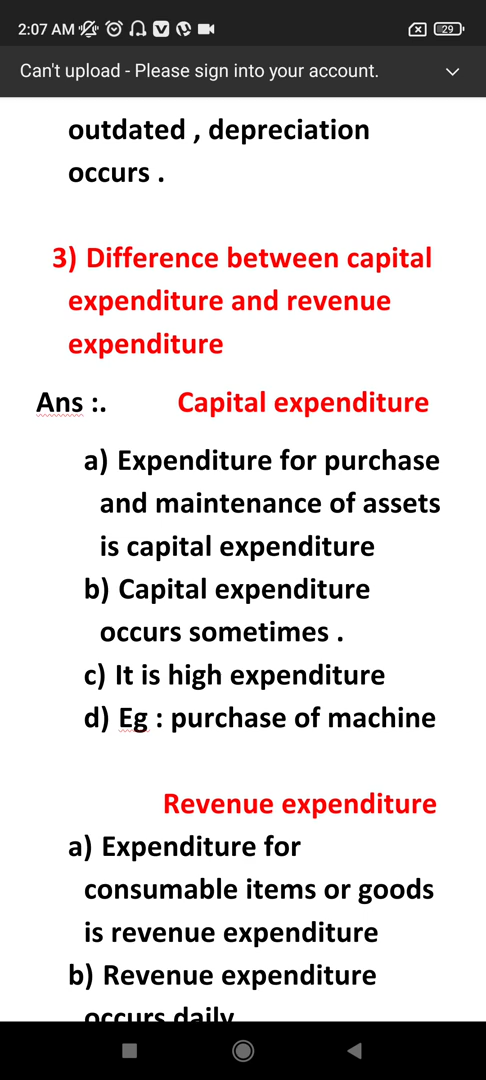 2:07 AM
29
Can't upload - Please sign into your account.
outdated , depreciation
occurs .
3) Difference between capital
expenditure and revenue
expenditure
Ans :. Capital expenditure
a) Expenditure for purchase
and maintenance of assets
is capital expenditure
b) Capital expenditure
occurs sometimes .
c) It is high expenditure
d) Eg : purchase of machine
Revenue expenditure
a) Expenditure for
consumable items or goods
is revenue expenditure
b) Revenue expenditure
occurs daily